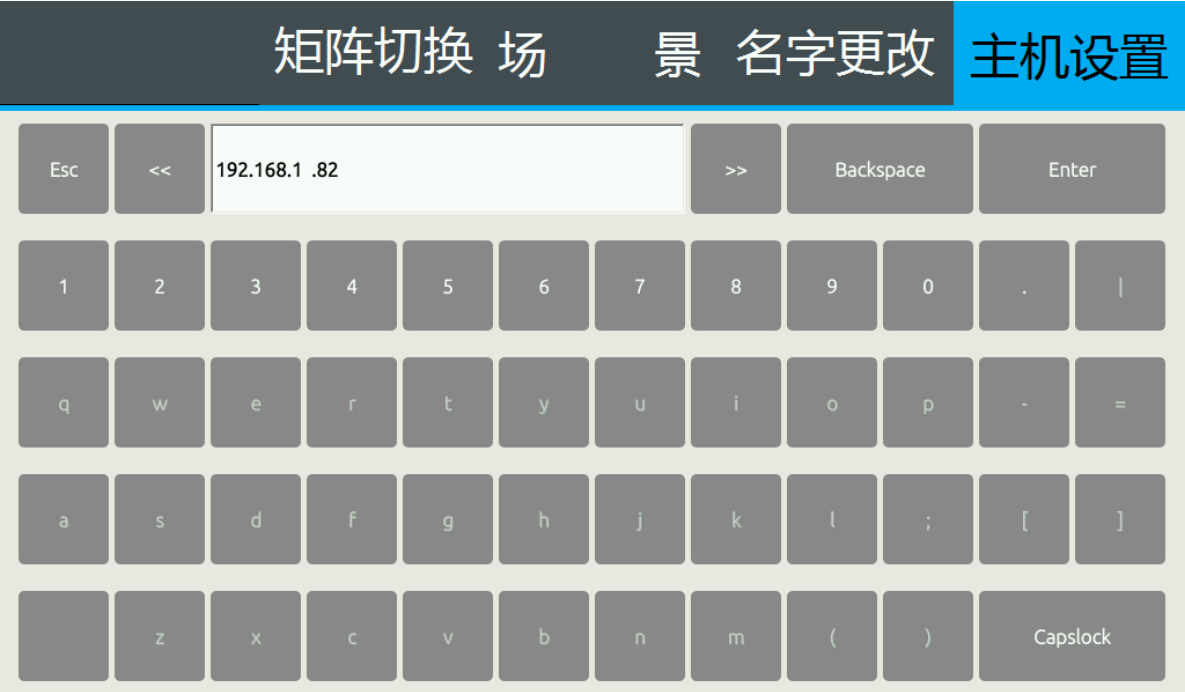 矩阵切换 场 景 名字更改 主机设置
Esc << 192.168.1 .82 >> Backspace Enter
1 2 3 4 5 6 7 8 9 0 . |
q w e r t y u i o p - =
a s d f g h j k l ; [ ]
z x c v b n m ( ) Capslock